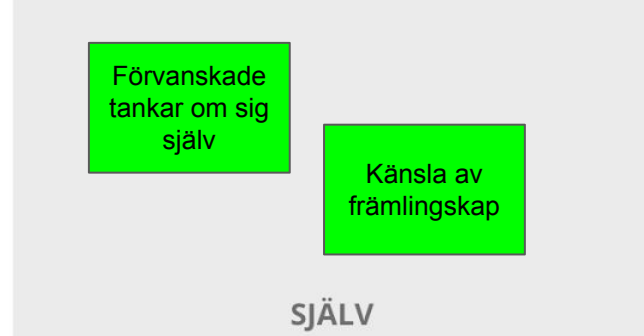 Förvanskade
tankar om sig
själv
Känsla av
främlingskap
SJÄLV